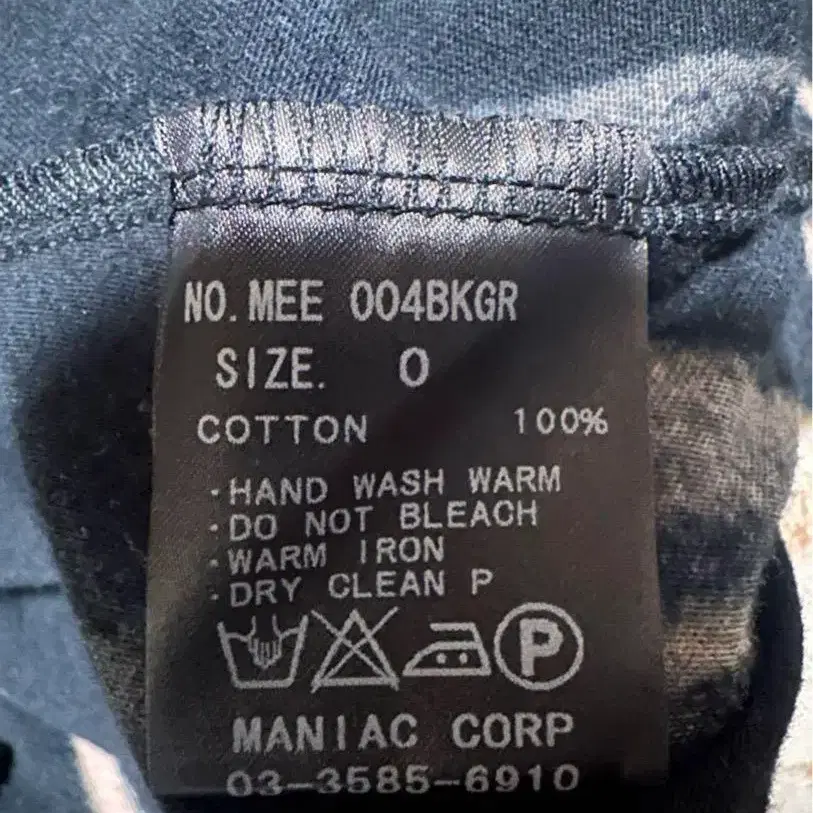 NO. MEE 004BKGR
SIZE. 0
COTTON 100%
·HAND WASH WARM
·DO NOT BLEACH
·WARM IRON
·DRY CLEAN P
P
MANIAC CORP
03-3585-6910